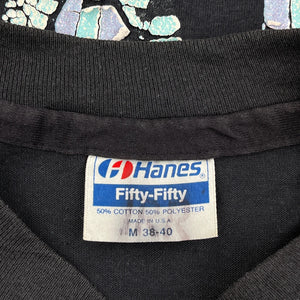 Hanes®
Fifty-Fifty
50% COTTON 50% POLYESTER
MADE IN U.S.A.
M 38-40